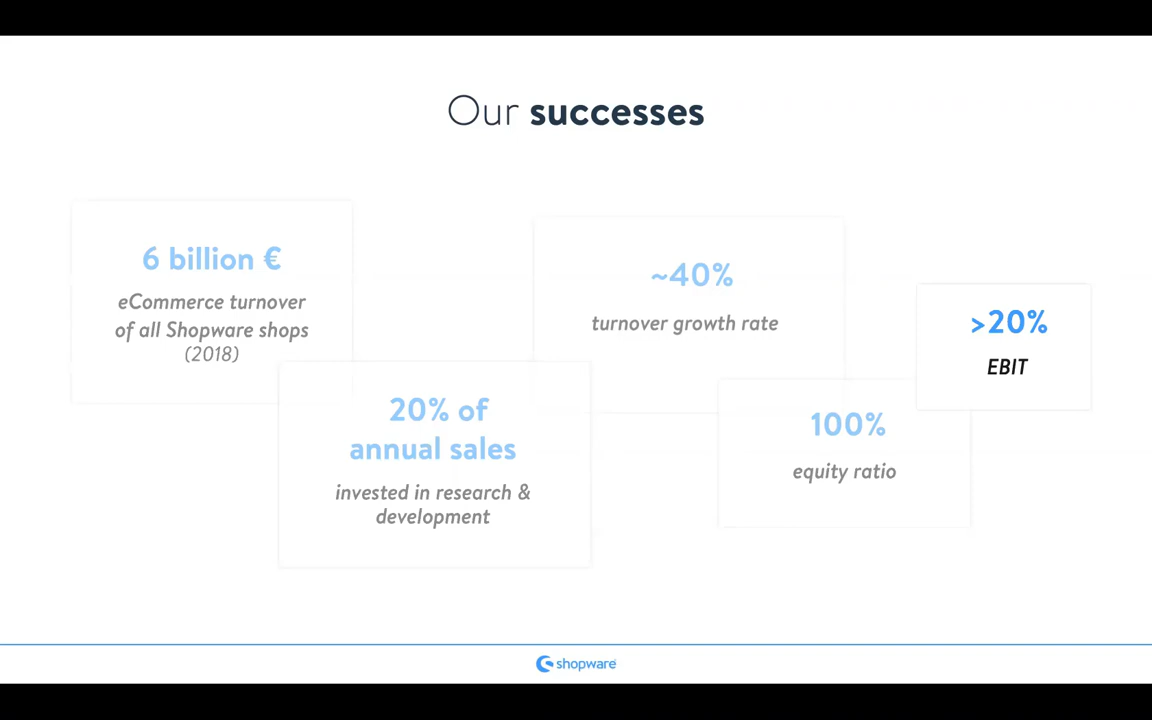 Our successes
6 billion €
eCommerce turnover
of all Shopware shops
(2018)
20% of
annual sales
invested in research &
development
~40%
turnover growth rate
100%
equity ratio
>20%
EBIT
shopware